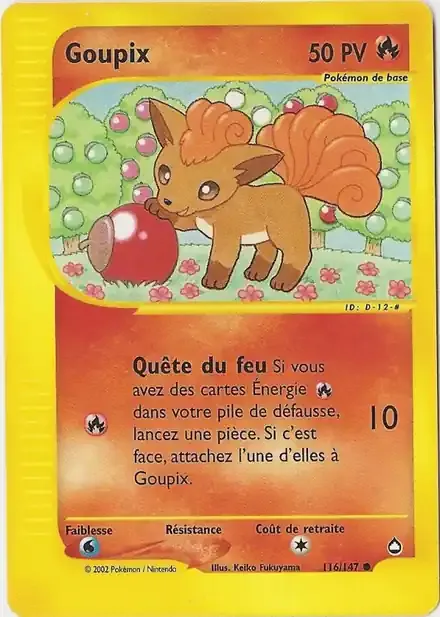 Goupix
50 PV
Pokémon de base
ID: D-12-#
Quête du feu Si vous
avez des cartes Énergie
dans votre pile de défausse,
lancez une pièce. Si c'est
face, attachez l'une d'elles à
Goupix.
10
Faiblesse Résistance Coût de retraite
© 2002 Pokémon / Nintendo Illus. Keiko Fukuyama 116/147